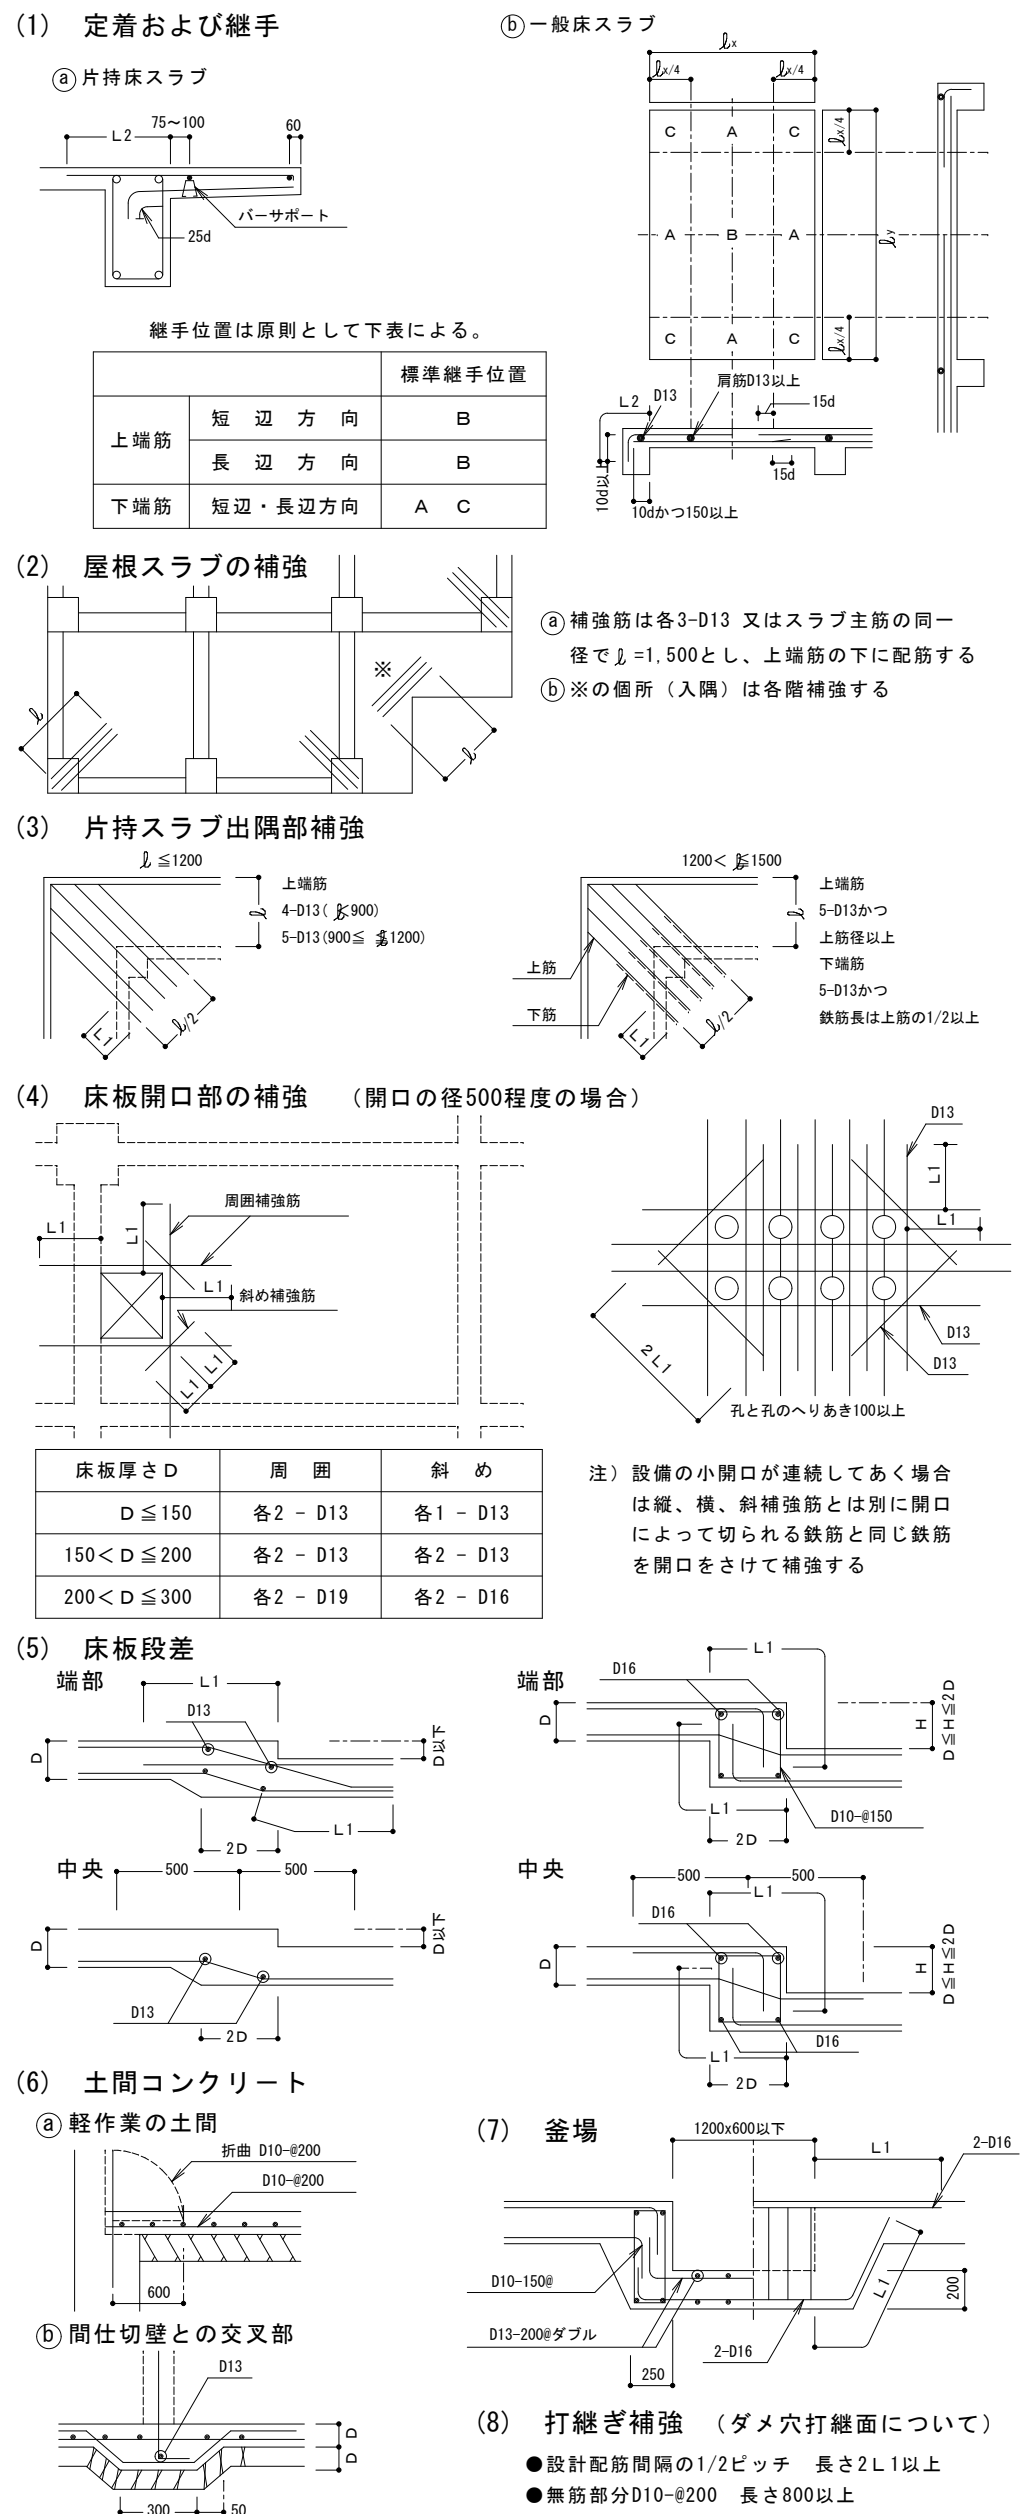 (1) 定着および継手
ⓐ片持床スラブ
L2
75～100
60
バーサポート
25d
継手位置は原則として下表による。
標準継手位置
上端筋
短 辺 方 向
B
長 辺 方 向
B
下端筋
短辺・長辺方向
A C
ⓑ一般床スラブ
ℓx
ℓx/4
ℓx/4
C A C
ℓx/4
A B A
ℓy
C A C
ℓx/4
肩筋D13以上
L2
D13
15d
10d以上
15d
10dかつ150以上
(2) 屋根スラブの補強
※
ℓ
ℓ
ⓐ補強筋は各3-D13 又はスラブ主筋の同一
径でℓ=1,500とし、上端筋の下に配筋する
ⓑ※の個所（入隅）は各階補強する
(3) 片持スラブ出隅部補強
ℓ≦1200
上端筋
ℓ
4-D13(ℓ<900)
5-D13(900≦ℓ≦1200)
ℓ/2
L1
1200<ℓ≦1500
上端筋
ℓ
5-D13かつ
上筋径以上
上筋
下端筋
5-D13かつ
下筋
鉄筋長は上筋の1/2以上
ℓ/2
L1
(4) 床板開口部の補強 （開口の径500程度の場合）
周囲補強筋
L1
L1
L1
斜め補強筋
L1
L1
D13
L1
L1
D13
2L1
D13
孔と孔のへりあき100以上
床板厚さD 周 囲 斜 め
D≦150 各2 - D13 各1 - D13
150<D≦200 各2 - D13 各2 - D13
200<D≦300 各2 - D19 各2 - D16
注）設備の小開口が連続してあく場合
は縦、横、斜補強筋とは別に開口
によって切られる鉄筋と同じ鉄筋
を開口をさけて補強する
(5) 床板段差
端部
L1
D13
D
D以下
L1
2D
中央
500
500
D
D以下
D13
2D
端部
L1
D16
D
H
D≦H≦2D
L1
D10-@150
2D
中央
500
500
L1
D16
D
H
D≦H≦2D
D16
L1
2D
(6) 土間コンクリート
ⓐ軽作業の土間
折曲 D10-@200
D10-@200
600
ⓑ間仕切壁との交叉部
D13
D
D
300
50
(7) 釜場
1200x600以下
L1
2-D16
D10-150@
L1
200
D13-200@ダブル
2-D16
250
(8) 打継ぎ補強 （ダメ穴打継面について）
●設計配筋間隔の1/2ピッチ 長さ2L1以上
●無筋部分D10-@200 長さ800以上